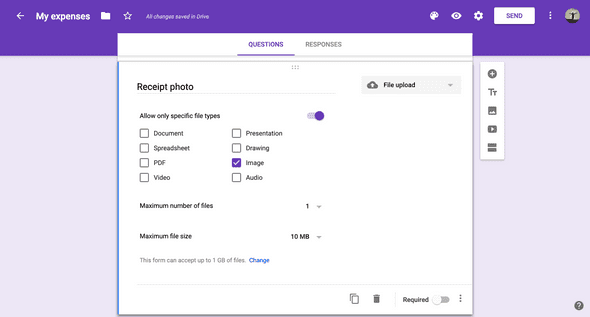 My expenses
All changes saved in Drive
SEND
QUESTIONS RESPONSES
Receipt photo
File upload
Allow only specific file types
Document Presentation
Spreadsheet Drawing
PDF Image
Video Audio
Maximum number of files 1
Maximum file size 10 MB
This form can accept up to 1 GB of files. Change
Required